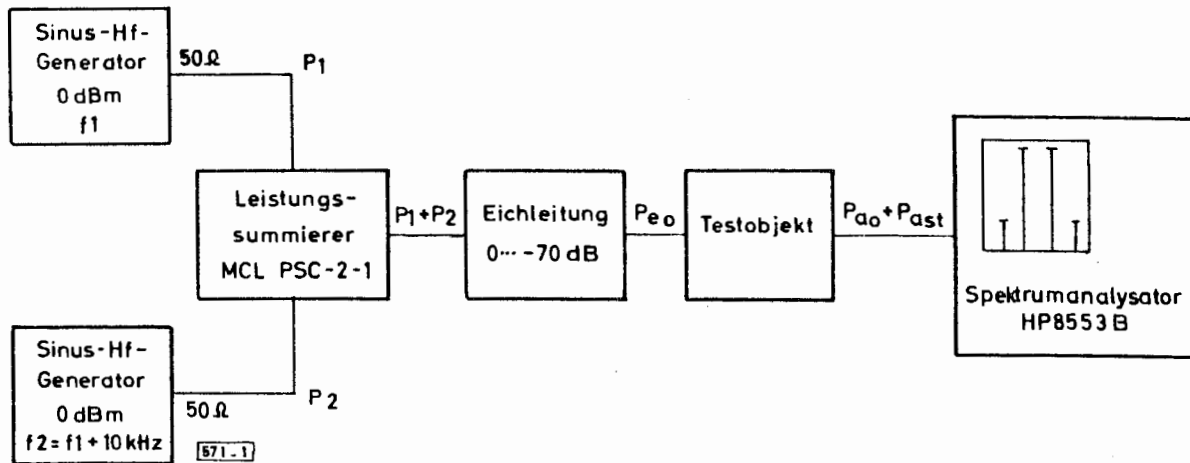 Sinus-Hf-
Generator
0 dBm
f1
50Ω
P1
Leistungs-
summierer
MCL PSC-2-1
P1+P2
Eichleitung
0··· -70 dB
Peo
Testobjekt
Pao+Past
Spektrumanalysator
HP8553B
Sinus-Hf-
Generator
0 dBm
f2=f1+10kHz
50Ω
P2
571-1